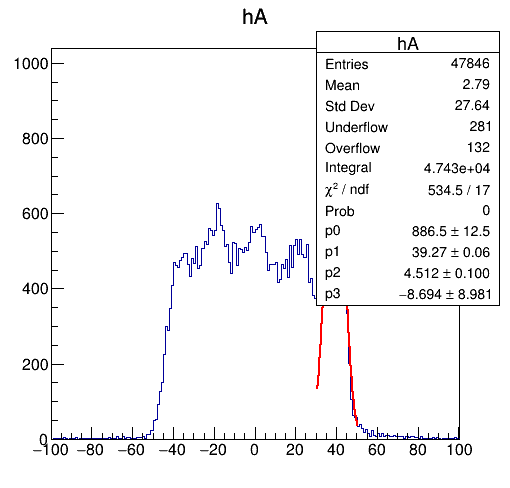 hA
hA
Entries 47846
Mean 2.79
Std Dev 27.64
Underflow 281
Overflow 132
Integral 4.743e+04
χ² / ndf 534.5 / 17
Prob 0
p0 886.5 ± 12.5
p1 39.27 ± 0.06
p2 4.512 ± 0.100
p3 −8.694 ± 8.981
1000
800
600
400
200
0
−100 −80 −60 −40 −20 0 20 40 60 80 100